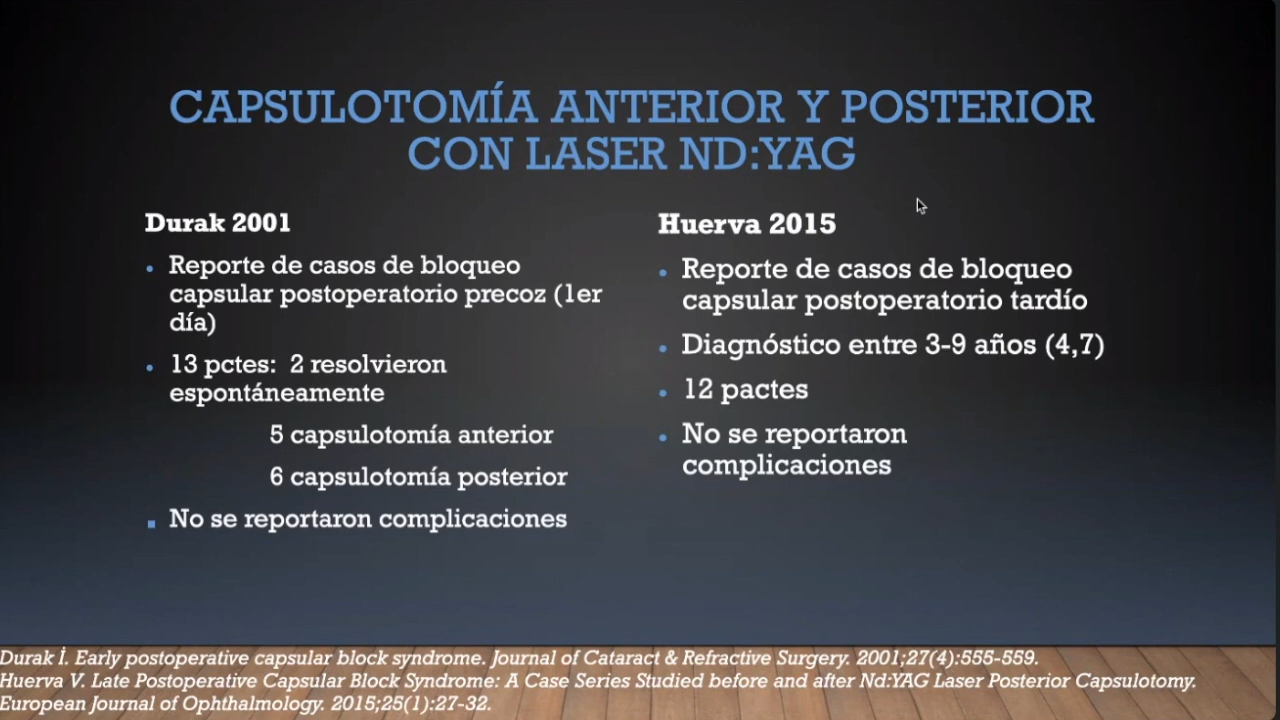 CAPSULOTOMÍA ANTERIOR Y POSTERIOR
CON LASER ND:YAG
Durak 2001
• Reporte de casos de bloqueo
capsular postoperatorio precoz (1er
día)
• 13 pctes: 2 resolvieron
espontáneamente
5 capsulotomía anterior
6 capsulotomía posterior
▪ No se reportaron complicaciones
Huerva 2015
• Reporte de casos de bloqueo
capsular postoperatorio tardío
• Diagnóstico entre 3-9 años (4,7)
• 12 pactes
• No se reportaron
complicaciones
Durak İ. Early postoperative capsular block syndrome. Journal of Cataract & Refractive Surgery. 2001;27(4):555-559.
Huerva V. Late Postoperative Capsular Block Syndrome: A Case Series Studied before and after Nd:YAG Laser Posterior Capsulotomy.
European Journal of Ophthalmology. 2015;25(1):27-32.